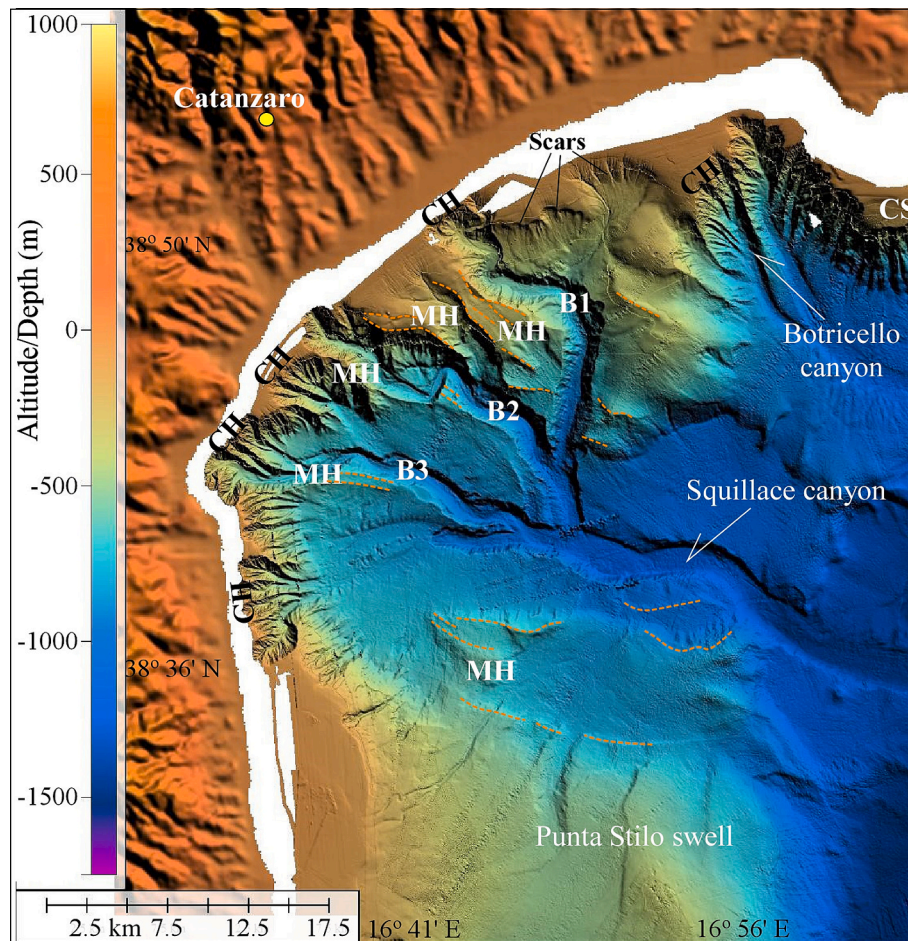 1000
500
0
-500
-1000
-1500
Altitude/Depth (m)
Catanzaro
Scars
CH
CH
CS
38° 50' N
B1
MH
MH
Botricello
canyon
CH
MH
B2
CH
MH
B3
Squillace canyon
CH
38° 36' N
MH
Punta Stilo swell
2.5 km 7.5 12.5 17.5
16° 41' E
16° 56' E